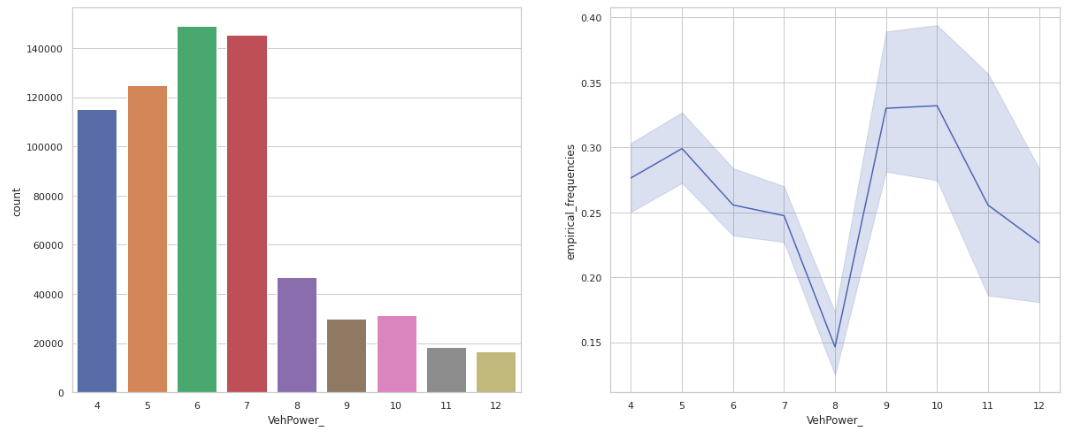 140000
120000
100000
80000
60000
40000
20000
0
count
4 5 6 7 8 9 10 11 12
VehPower_
0.40
0.35
0.30
0.25
0.20
0.15
empirical_frequencies
4 5 6 7 8 9 10 11 12
VehPower_